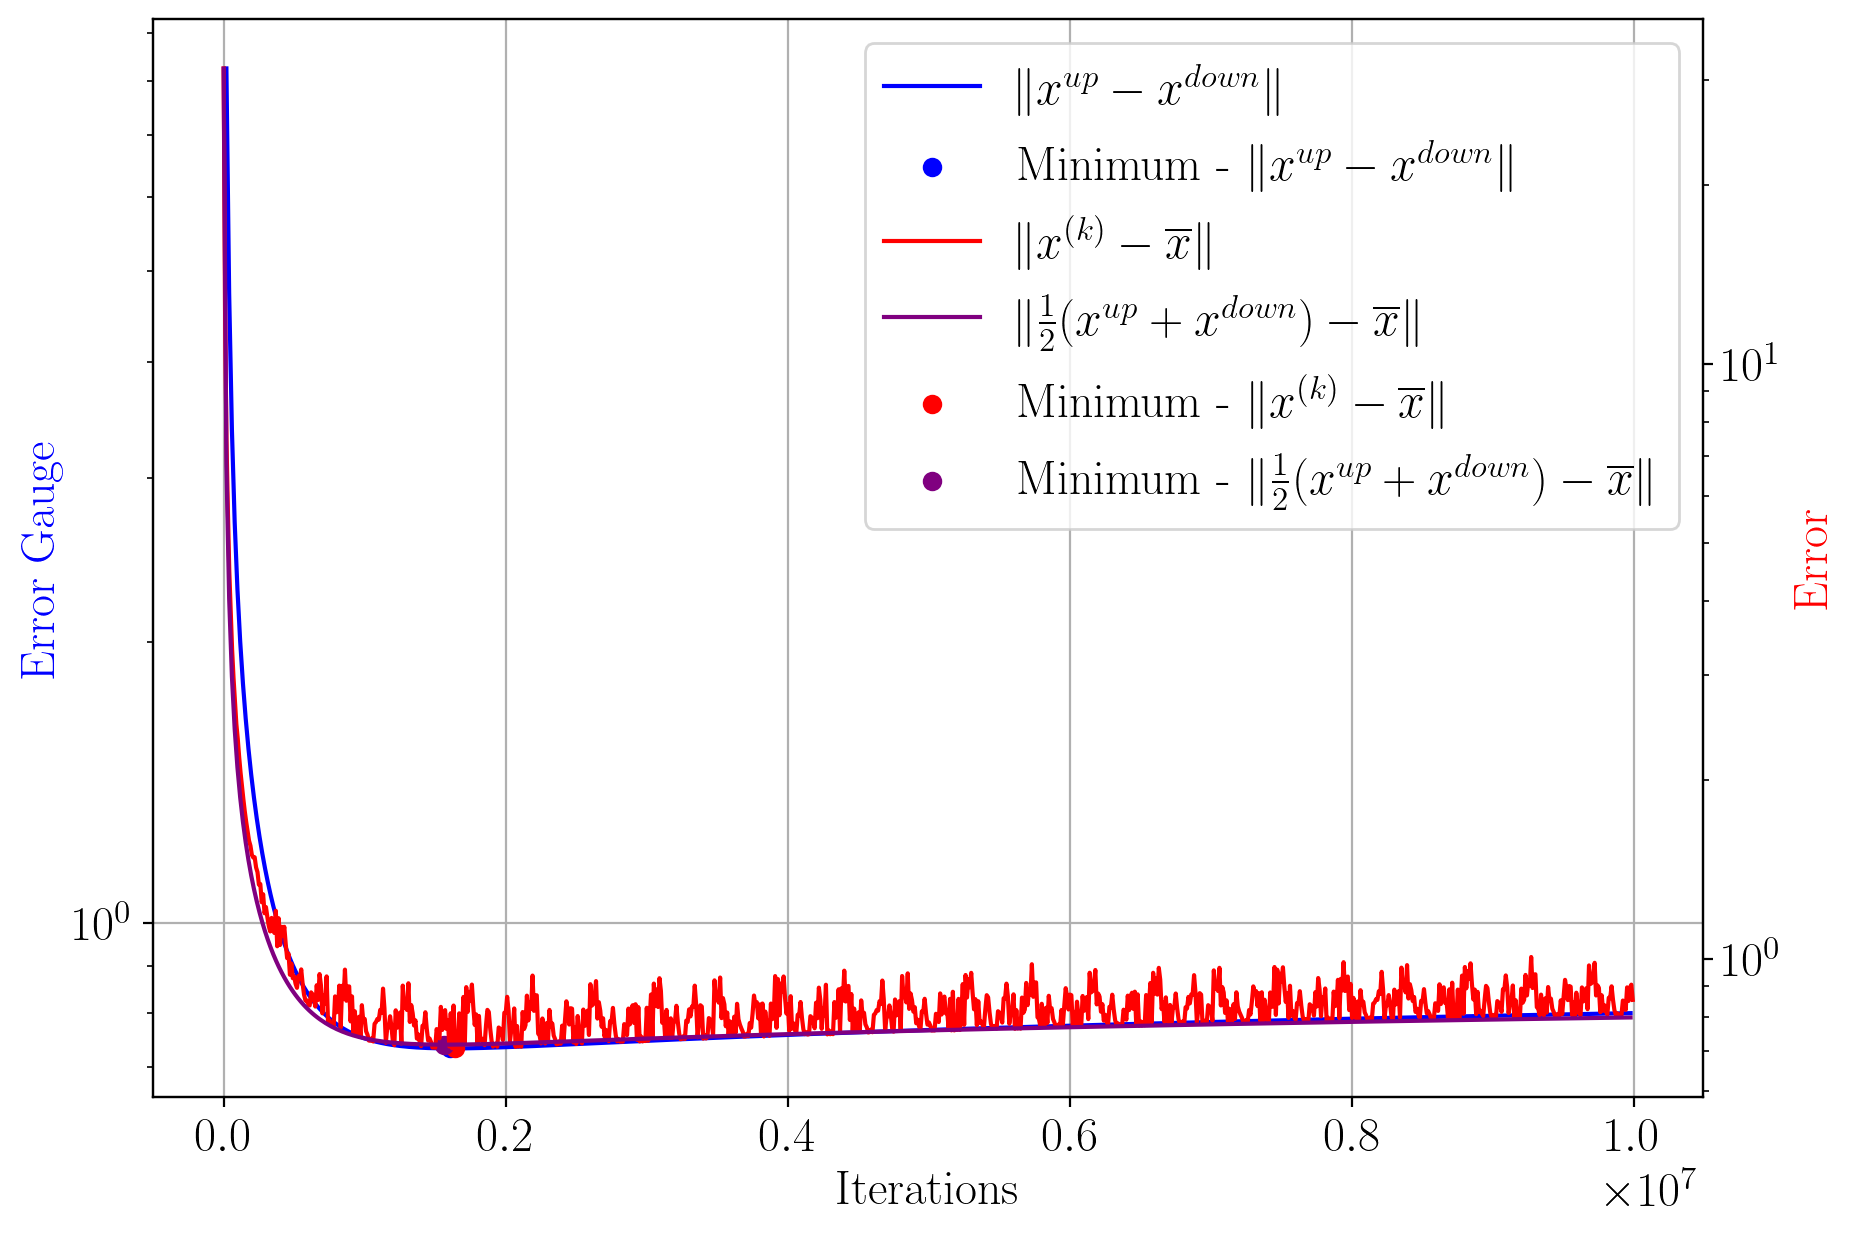 ‖x^{up} − x^{down}‖
Minimum - ‖x^{up} − x^{down}‖
‖x^{(k)} − x̅‖
‖½(x^{up} + x^{down}) − x̅‖
Minimum - ‖x^{(k)} − x̅‖
Minimum - ‖½(x^{up} + x^{down}) − x̅‖
Error Gauge
10^0
10^1
10^0
Error
0.0 0.2 0.4 0.6 0.8 1.0
Iterations
×10^7